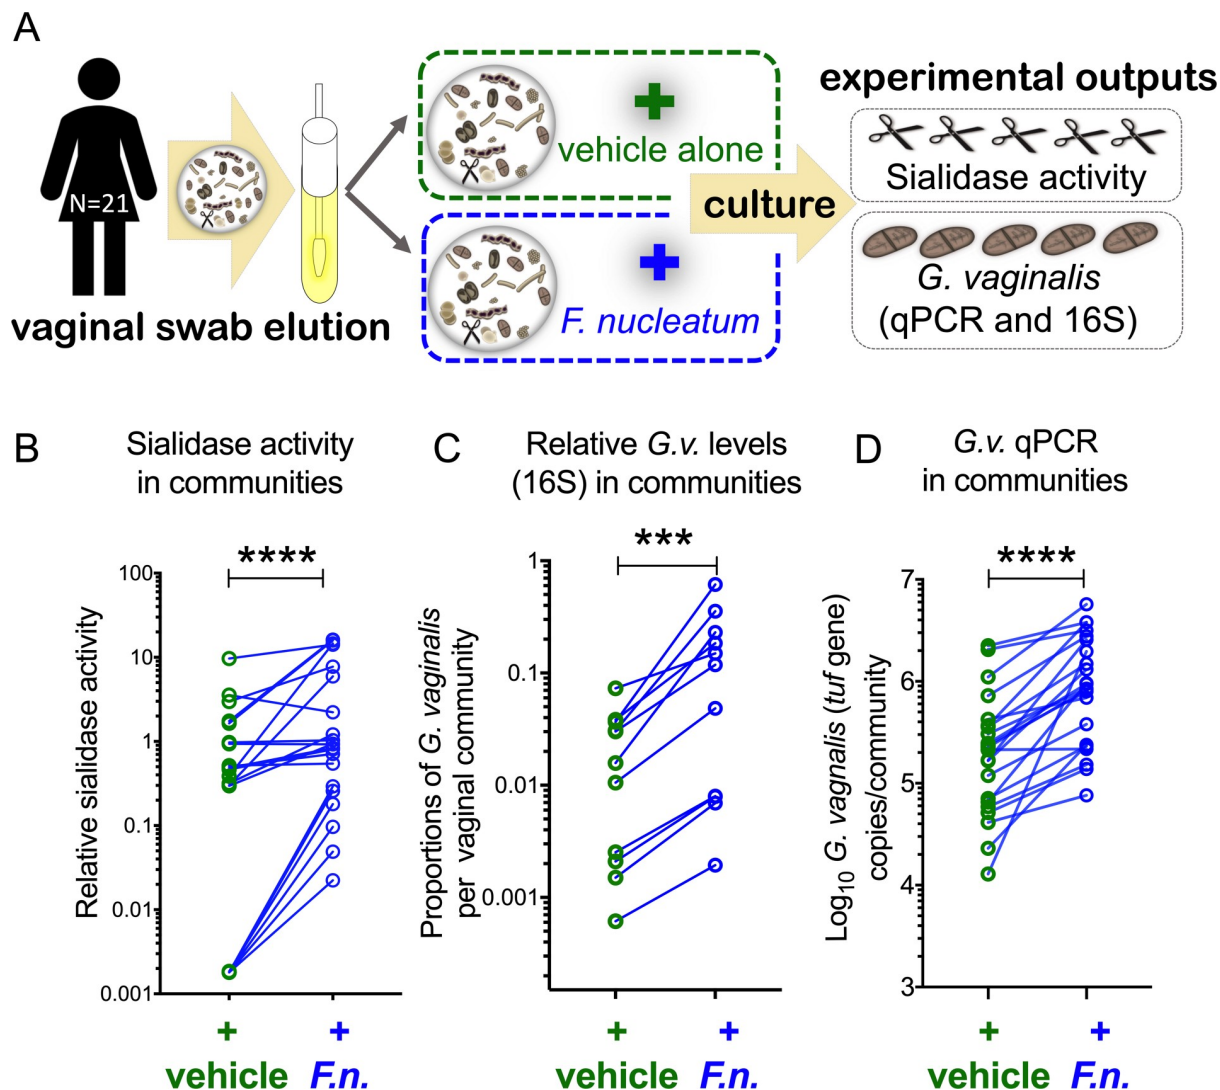 A
N=21
vaginal swab elution
vehicle alone
F. nucleatum
culture
experimental outputs
Sialidase activity
G. vaginalis
(qPCR and 16S)
B
Sialidase activity
in communities
****
Relative sialidase activity
100
10
1
0.1
0.01
0.001
+
+
vehicle
F.n.
C
Relative G.v. levels
(16S) in communities
***
Proportions of G. vaginalis
per vaginal community
1
0.1
0.01
0.001
+
+
vehicle
F.n.
D
G.v. qPCR
in communities
****
Log10 G. vagnalis (tuf gene)
copies/community
7
6
5
4
3
+
+
vehicle
F.n.